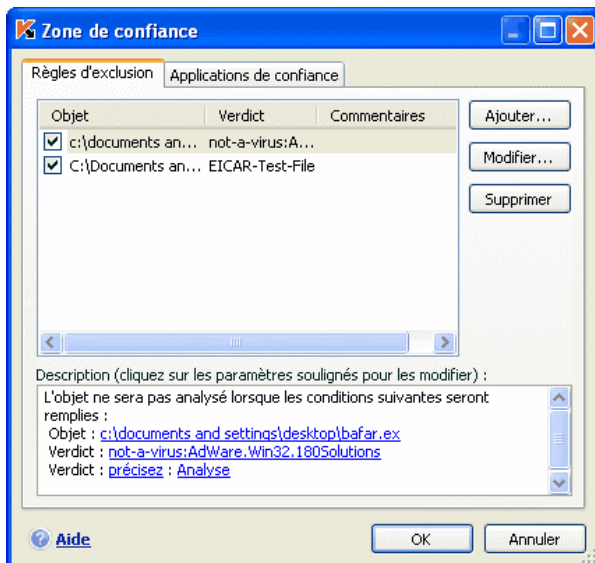 Zone de confiance
Règles d'exclusion Applications de confiance
Objet Verdict Commentaires
c:\documents an... not-a-virus:A...
C:\Documents an... EICAR-Test-File
Ajouter...
Modifier...
Supprimer
Description (cliquez sur les paramètres soulignés pour les modifier) :
L'objet ne sera pas analysé lorsque les conditions suivantes seront
remplies :
Objet : c:\documents and settings\desktop\bafar.ex
Verdict : not-a-virus:AdWare.Win32.180Solutions
Verdict : précisez : Analyse
Aide OK Annuler